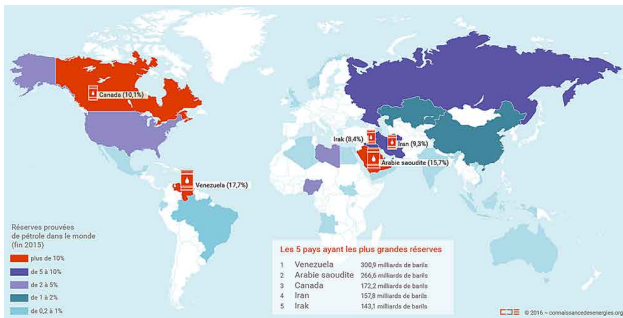 Canada (10,1%)
Irak (8,4%)
Iran (9,3%)
Arabie saoudite (15,7%)
Venezuela (17,7%)
Réserves prouvées
de pétrole dans le monde
(fin 2015)
plus de 10%
de 5 à 10%
de 2 à 5%
de 1 à 2%
de 0,2 à 1%
Les 5 pays ayant les plus grandes réserves
1 Venezuela 300,9 milliards de barils
2 Arabie saoudite 266,6 milliards de barils
3 Canada 172,2 milliards de barils
4 Iran 157,8 milliards de barils
5 Irak 143,1 milliards de barils
© 2016 – connaissancedesenergies.org